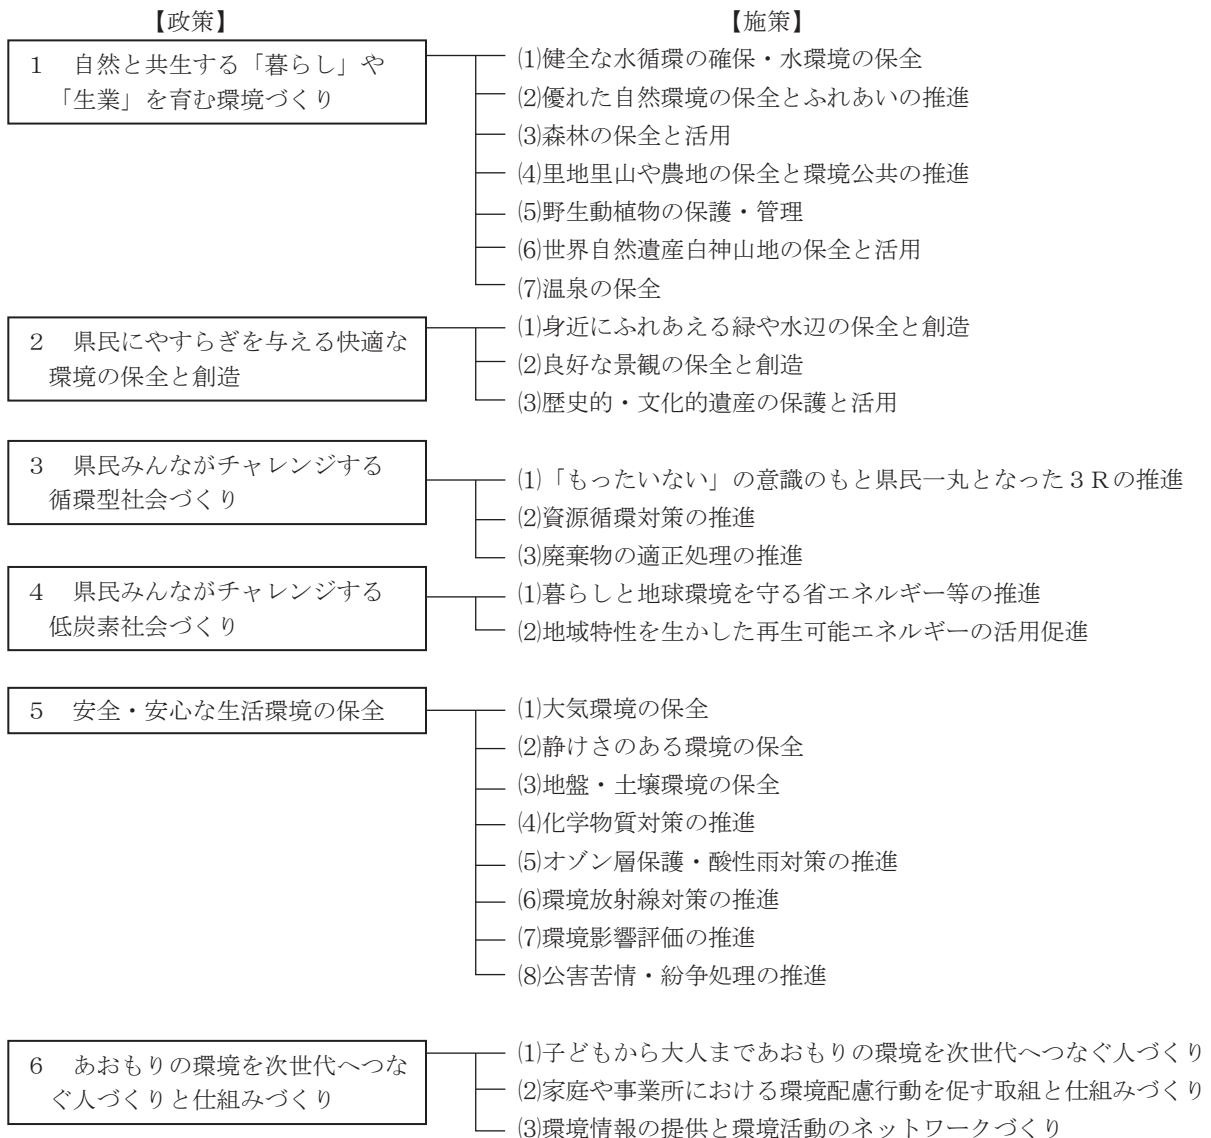 【政策】
【施策】
1 自然と共生する「暮らし」や
「生業」を育む環境づくり
⑴健全な水循環の確保・水環境の保全
⑵優れた自然環境の保全とふれあいの推進
⑶森林の保全と活用
⑷里地里山や農地の保全と環境公共の推進
⑸野生動植物の保護・管理
⑹世界自然遺産白神山地の保全と活用
⑺温泉の保全
2 県民にやすらぎを与える快適な
環境の保全と創造
⑴身近にふれあえる緑や水辺の保全と創造
⑵良好な景観の保全と創造
⑶歴史的・文化的遺産の保護と活用
3 県民みんながチャレンジする
循環型社会づくり
⑴「もったいない」の意識のもと県民一丸となった3Rの推進
⑵資源循環対策の推進
⑶廃棄物の適正処理の推進
4 県民みんながチャレンジする
低炭素社会づくり
⑴暮らしと地球環境を守る省エネルギー等の推進
⑵地域特性を生かした再生可能エネルギーの活用促進
5 安全・安心な生活環境の保全
⑴大気環境の保全
⑵静けさのある環境の保全
⑶地盤・土壌環境の保全
⑷化学物質対策の推進
⑸オゾン層保護・酸性雨対策の推進
⑹環境放射線対策の推進
⑺環境影響評価の推進
⑻公害苦情・紛争処理の推進
6 あおもりの環境を次世代へつな
ぐ人づくりと仕組みづくり
⑴子どもから大人まであおもりの環境を次世代へつなぐ人づくり
⑵家庭や事業所における環境配慮行動を促す取組と仕組みづくり
⑶環境情報の提供と環境活動のネットワークづくり